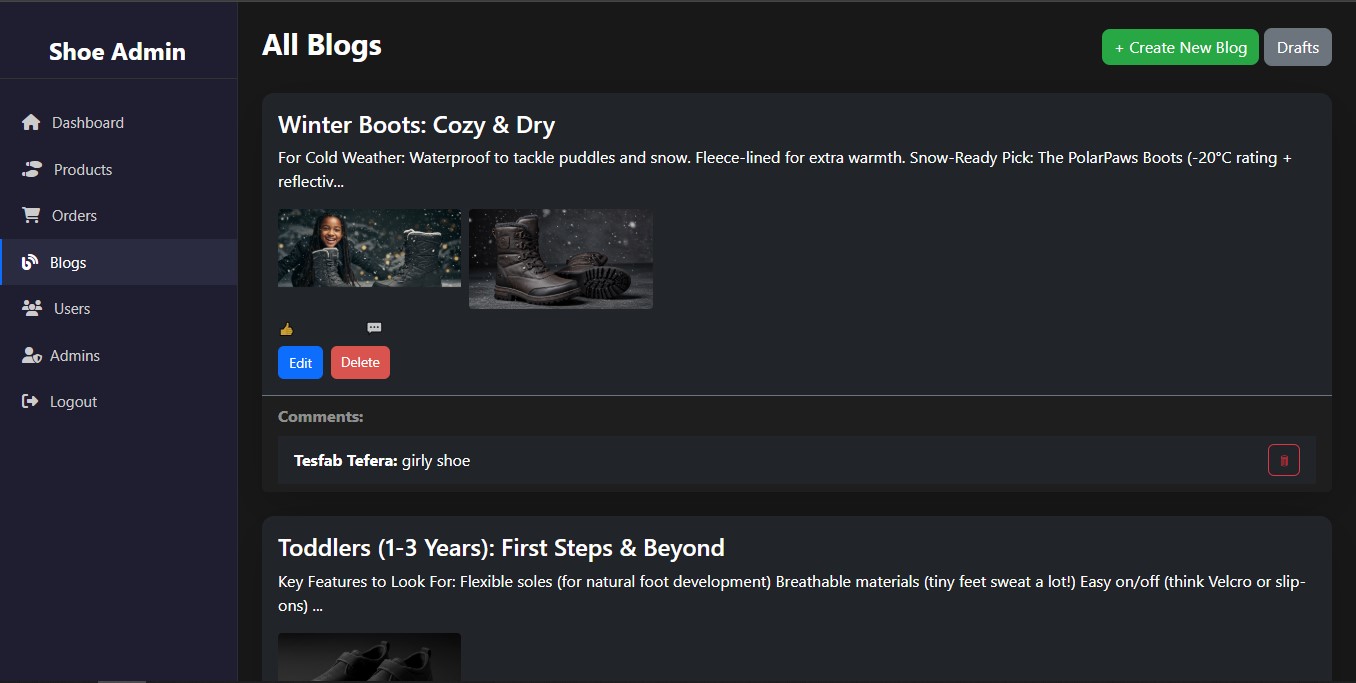 Shoe Admin
Dashboard
Products
Orders
Blogs
Users
Admins
Logout
All Blogs
+ Create New Blog
Drafts
Winter Boots: Cozy & Dry
For Cold Weather: Waterproof to tackle puddles and snow. Fleece-lined for extra warmth. Snow-Ready Pick: The PolarPaws Boots (-20°C rating +
reflectiv...
Edit
Delete
Comments:
Tesfab Tefera: girly shoe
Toddlers (1-3 Years): First Steps & Beyond
Key Features to Look For: Flexible soles (for natural foot development) Breathable materials (tiny feet sweat a lot!) Easy on/off (think Velcro or slip-
ons) ...